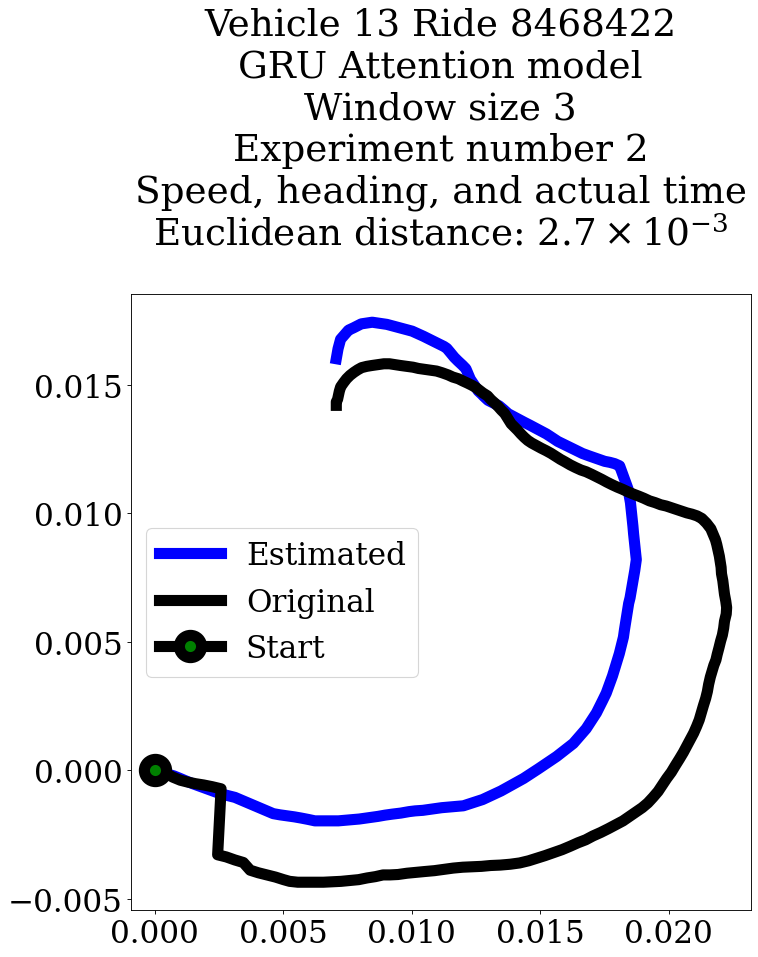 Vehicle 13 Ride 8468422
GRU Attention model
Window size 3
Experiment number 2
Speed, heading, and actual time
Euclidean distance: 2.7 × 10⁻³
0.015
0.010
0.005
0.000
−0.005
Estimated
Original
Start
0.000 0.005 0.010 0.015 0.020